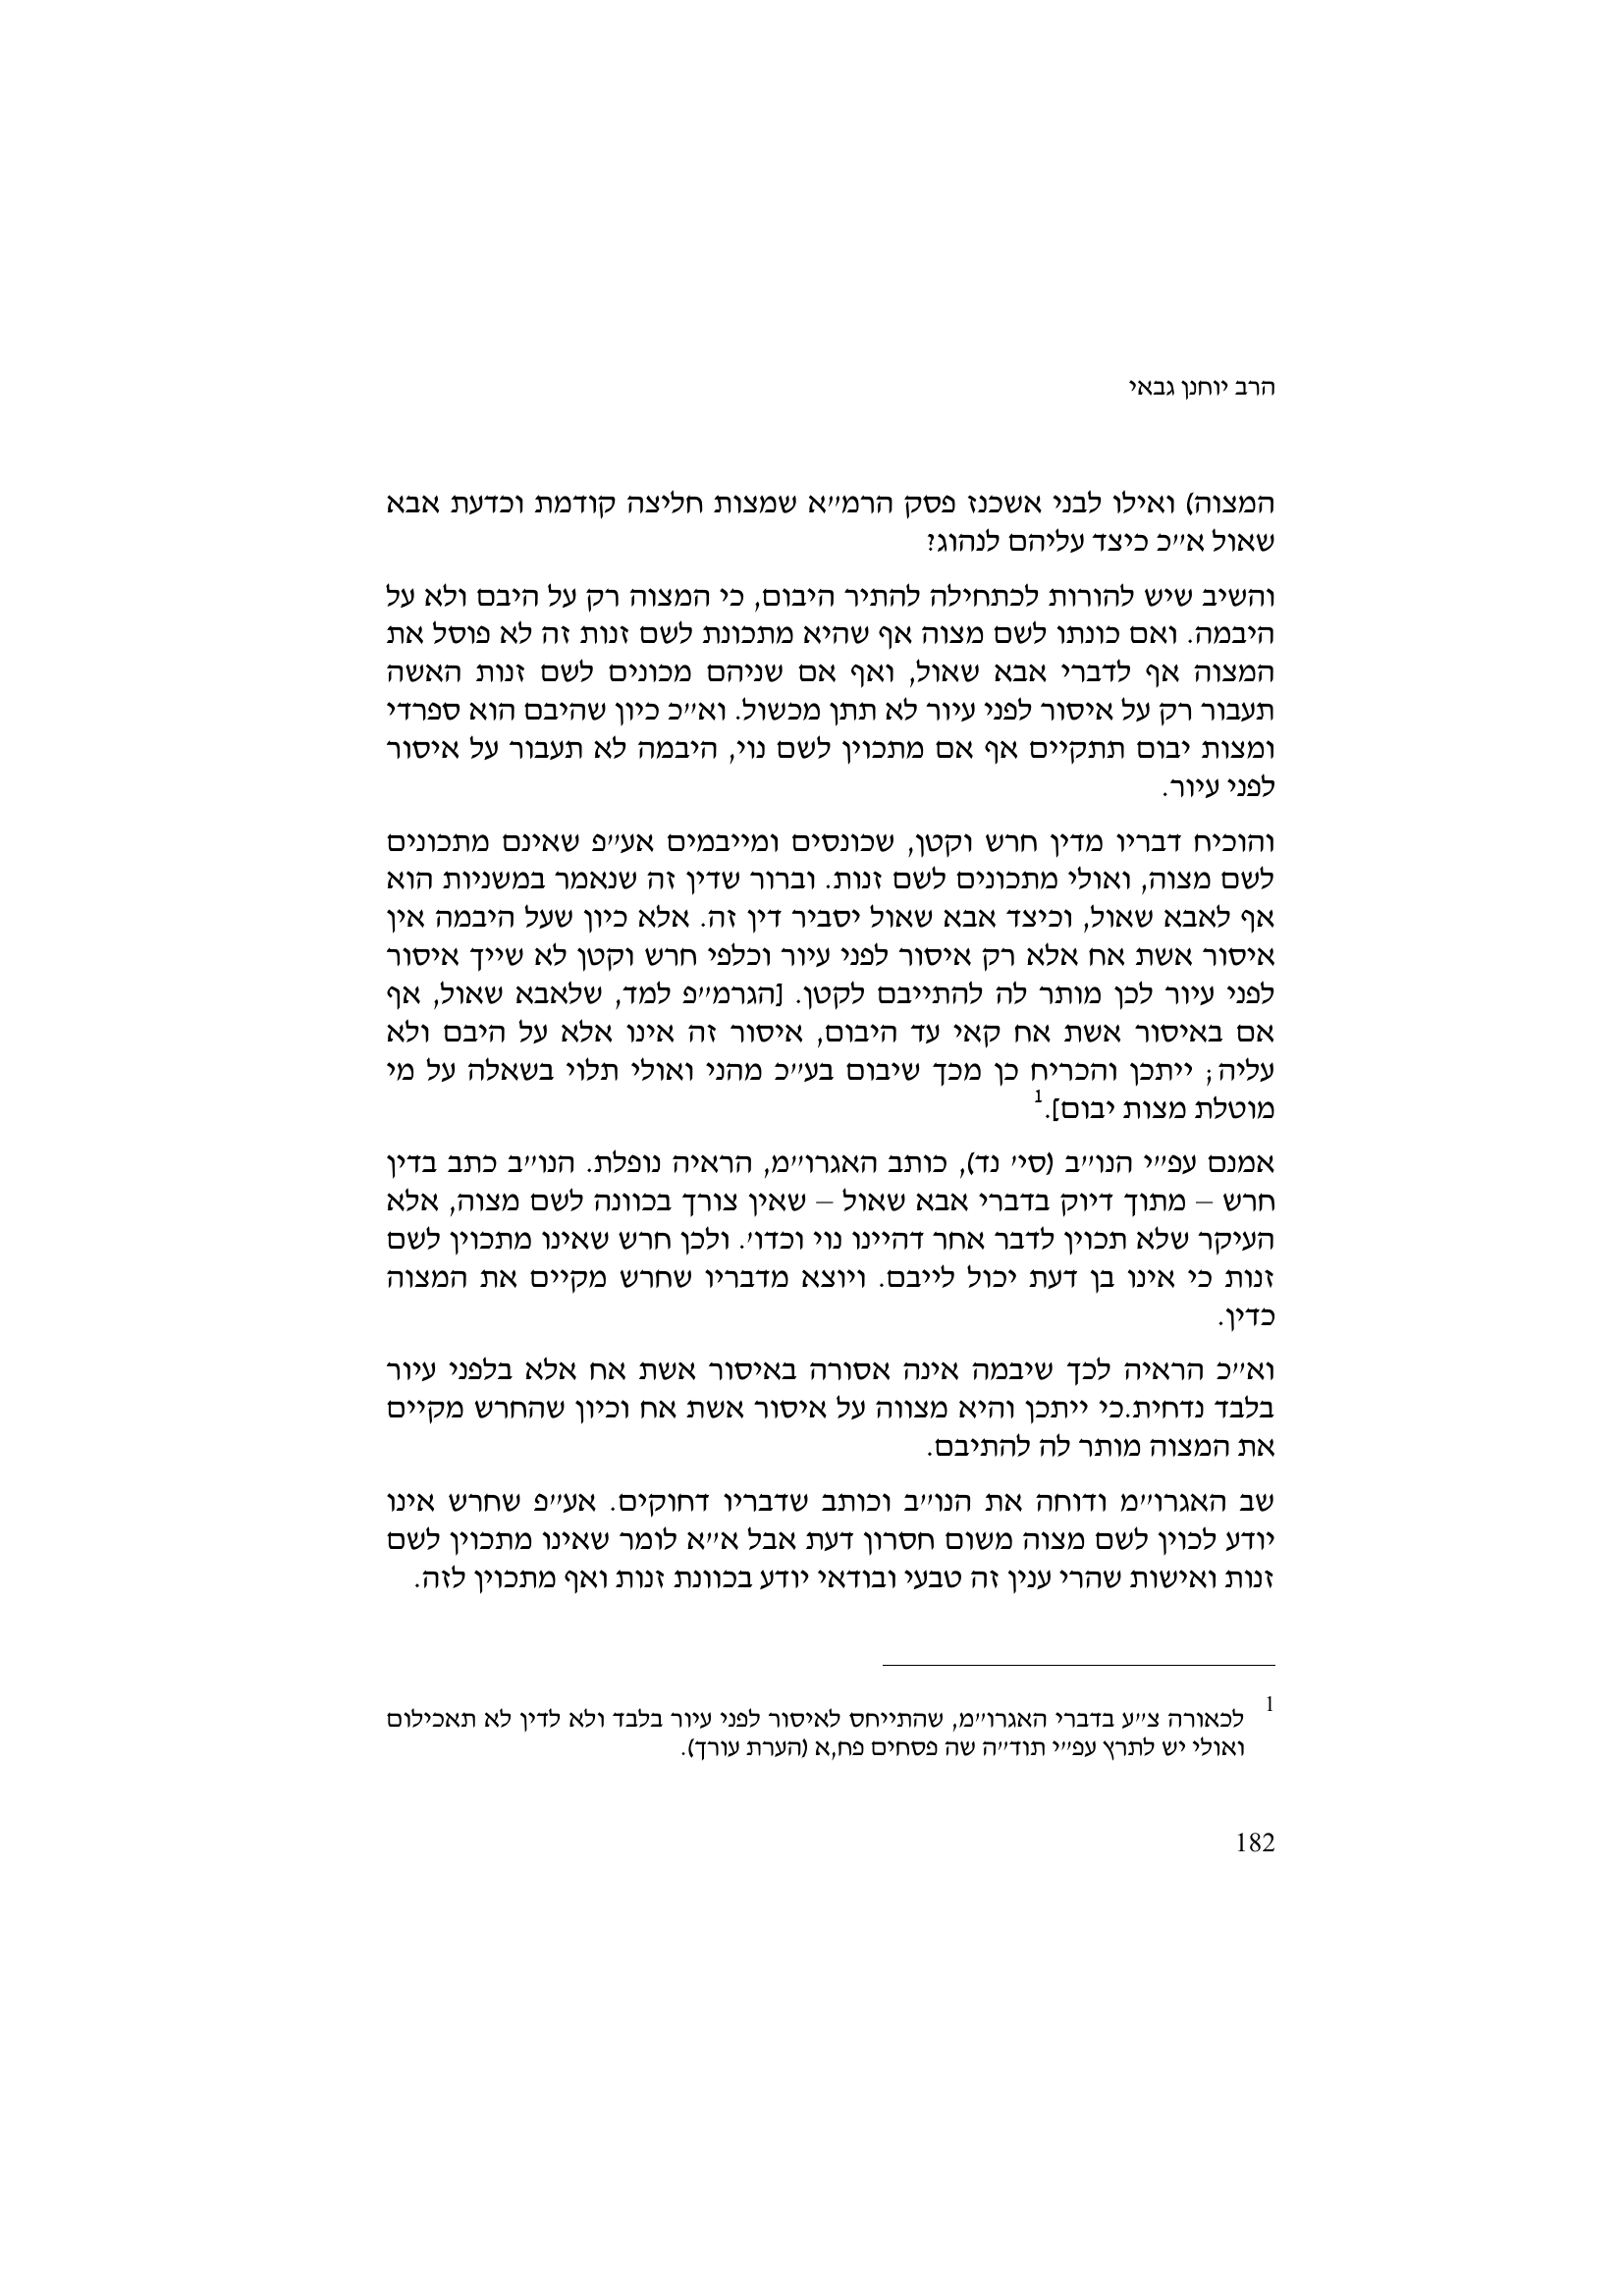 הרב יוחנן גבאי
המצוה) ואילו לבני אשכנז פסק הרמ״א שמצות חליצה קודמת וכדעת אבא
שאול א״כ כיצד עליהם לנהוג?
והשיב שיש להורות לכתחילה להתיר היבום, כי המצוה רק על היבם ולא על
היבמה. ואם כונתו לשם מצוה אף שהיא מתכונת לשם זנות זה לא פוסל את
המצוה אף לדברי אבא שאול, ואף אם שניהם מכונים לשם זנות האשה
תעבור רק על איסור לפני עיור לא תתן מכשול. וא״כ כיון שהיבם הוא ספרדי
ומצות יבום תתקיים אף אם מתכוין לשם נוי, היבמה לא תעבור על איסור
לפני עיור.
והוכיח דבריו מדין חרש וקטן, שכונסים ומייבמים אע״פ שאינם מתכונים
לשם מצוה, ואולי מתכונים לשם זנות. וברור שדין זה שנאמר במשניות הוא
אף לאבא שאול, וכיצד אבא שאול יסביר דין זה. אלא כיון שעל היבמה אין
איסור אשת אח אלא רק איסור לפני עיור וכלפי חרש וקטן לא שייך איסור
לפני עיור לכן מותר לה להתייבם לקטן. [הגרמ״פ למד, שלאבא שאול, אף
אם באיסור אשת אח קאי עד היבום, איסור זה אינו אלא על היבם ולא
עליה; ייתכן והכריח כן מכך שיבום בע״כ מהני ואולי תלוי בשאלה על מי
מוטלת מצות יבום].1
אמנם עפ״י הנו״ב (סי׳ נד), כותב האגרו״מ, הראיה נופלת. הנו״ב כתב בדין
חרש – מתוך דיוק בדברי אבא שאול – שאין צורך בכוונה לשם מצוה, אלא
העיקר שלא תכוין לדבר אחר דהיינו נוי וכדו׳. ולכן חרש שאינו מתכוין לשם
זנות כי אינו בן דעת יכול לייבם. ויוצא מדבריו שחרש מקיים את המצוה
כדין.
וא״כ הראיה לכך שיבמה אינה אסורה באיסור אשת אח אלא בלפני עיור
בלבד נדחית.כי ייתכן והיא מצווה על איסור אשת אח וכיון שהחרש מקיים
את המצוה מותר לה להתיבם.
שב האגרו״מ ודוחה את הנו״ב וכותב שדבריו דחוקים. אע״פ שחרש אינו
יודע לכוין לשם מצוה משום חסרון דעת אבל א״א לומר שאינו מתכוין לשם
זנות ואישות שהרי ענין זה טבעי ובודאי יודע בכוונת זנות ואף מתכוין לזה.
1 לכאורה צ״ע בדברי האגרו״מ, שהתייחס לאיסור לפני עיור בלבד ולא לדין לא תאכילום
ואולי יש לתרץ עפ״י תוד״ה שה פסחים פח,א (הערת עורך).
182